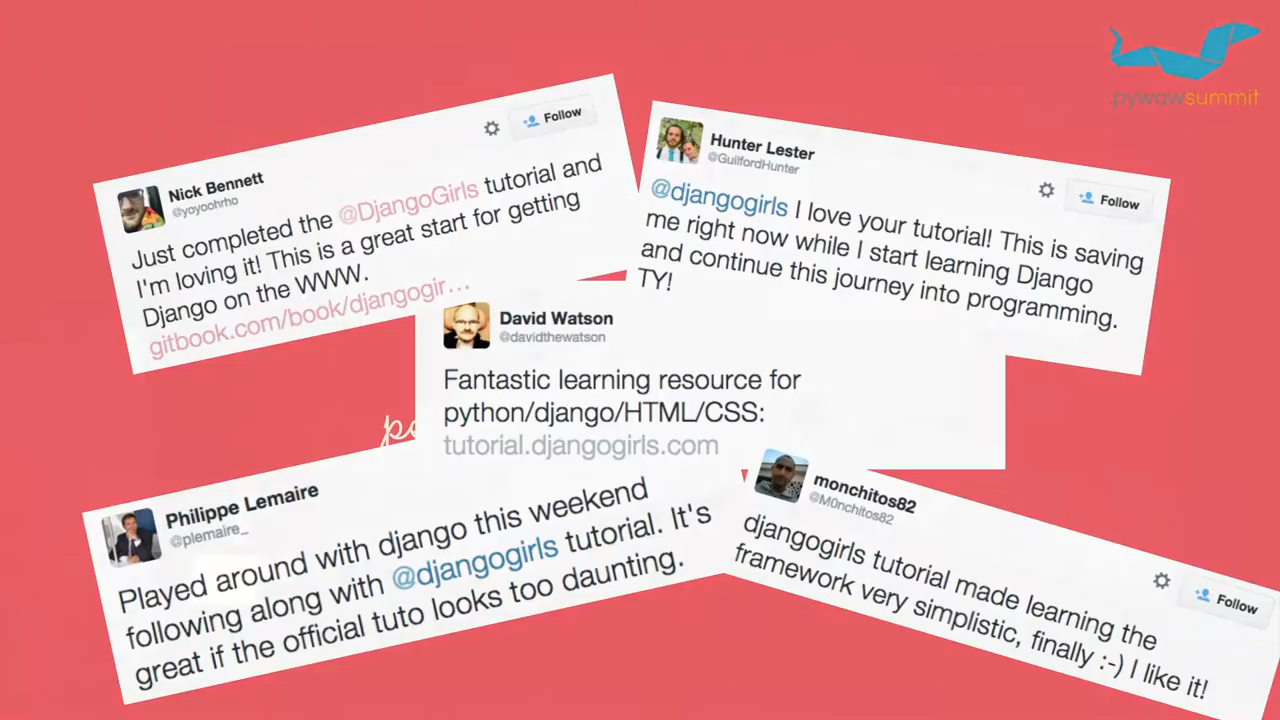 pywawsummit
Nick Bennett
@yoyoohrho
Follow
Just completed the @DjangoGirls tutorial and
I'm loving it! This is a great start for getting
Django on the WWW.
gitbook.com/book/djangogir...
Hunter Lester
@GuilfordHunter
Follow
@djangogirls I love your tutorial! This is saving
me right now while I start learning Django
and continue this journey into programming.
TY!
David Watson
@davidthewatson
Fantastic learning resource for
python/django/HTML/CSS:
tutorial.djangogirls.com
Philippe Lemaire
@plemaire_
Played around with django this weekend
following along with @djangogirls tutorial. It's
great if the official tuto looks too daunting.
monchitos82
@M0nchitos82
Follow
djangogirls tutorial made learning the
framework very simplistic, finally :-) I like it!